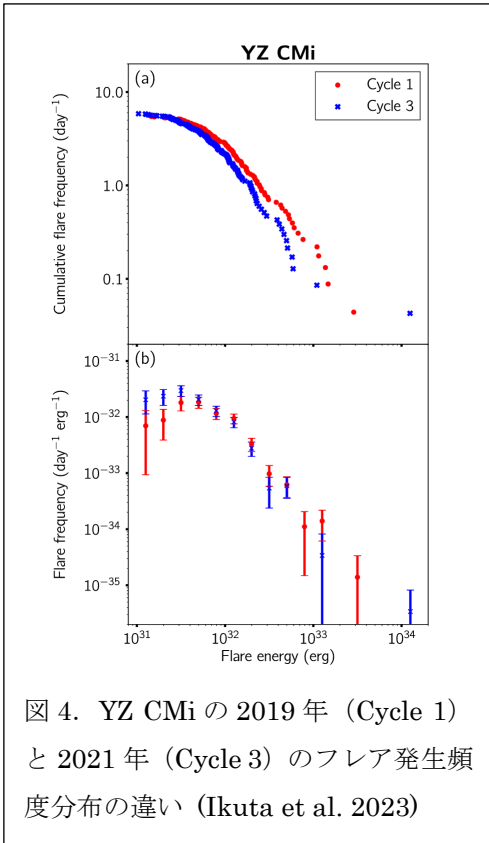 YZ CMi
(a)
Cycle 1
Cycle 3
Cumulative flare frequency (day⁻¹)
10.0
1.0
0.1
(b)
Flare frequency (day⁻¹ erg⁻¹)
10⁻³¹
10⁻³²
10⁻³³
10⁻³⁴
10⁻³⁵
10³¹
10³²
10³³
10³⁴
Flare energy (erg)
図 4. YZ CMi の 2019 年（Cycle 1）
と 2021 年（Cycle 3）のフレア発生頻
度分布の違い (Ikuta et al. 2023)